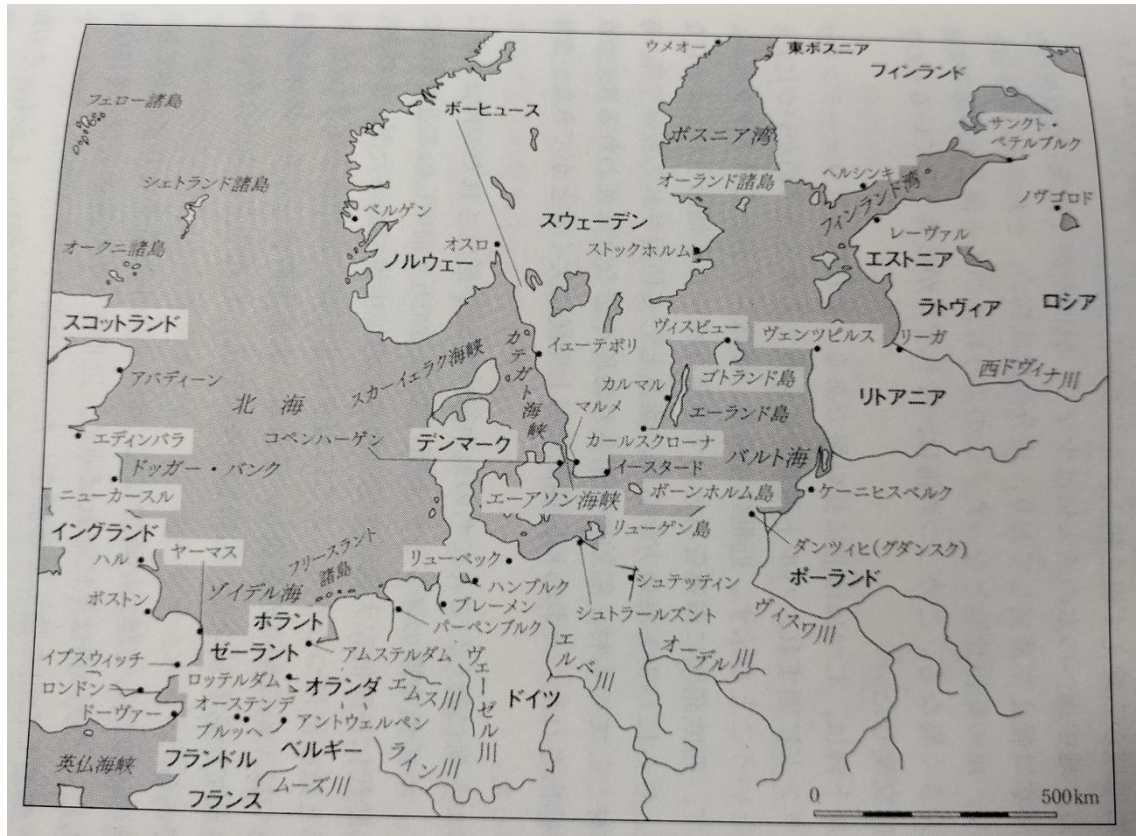 ウメオー
東ボスニア
フィンランド
ボーヒュース
フェロー諸島
ボスニア湾
サンクト・
ペテルブルク
シェトランド諸島
オーランド諸島
ヘルシンキ
フィンランド湾
ノヴゴロド
ベルゲン
スウェーデン
オークニ諸島
オスロ
ノルウェー
ストックホルム
レーヴァル
エストニア
ラトヴィア
ロシア
スコットランド
ヴィスビュー
ヴェンツピルス
リーガ
イェーテボリ
カテガト海峡
スカーイェラク海峡
西ドヴィナ川
アバディーン
カルマル
ゴトランド島
リトアニア
北海
マルメ
エーランド島
エディンバラ
コペンハーゲン
デンマーク
カールスクローナ
ドッガー・バンク
イースタード
バルト海
ニューカースル
エーアソン海峡
ボーンホルム島
ケーニヒスベルク
イングランド
ヤーマス
リューゲン島
ハル
フリースラント
諸島
リューベック
ダンツィヒ(グダンスク)
ポーランド
ゾイデル海
ハンブルク
シュテッティン
ボストン
ブレーメン
シュトラールズント
ヴィスワ川
ホラント
パーペンブルク
ゼーラント
アムステルダム
イプスウィッチ
ロッテルダム
オランダ
エムス川
ヴェーゼル川
エルベ川
オーデル川
ロンドン
オーステンデ
ドイツ
ドーヴァー
ブルッヘ
アントウェルペン
英仏海峡
フランドル
ベルギー
ライン川
ムーズ川
フランス
0
500km